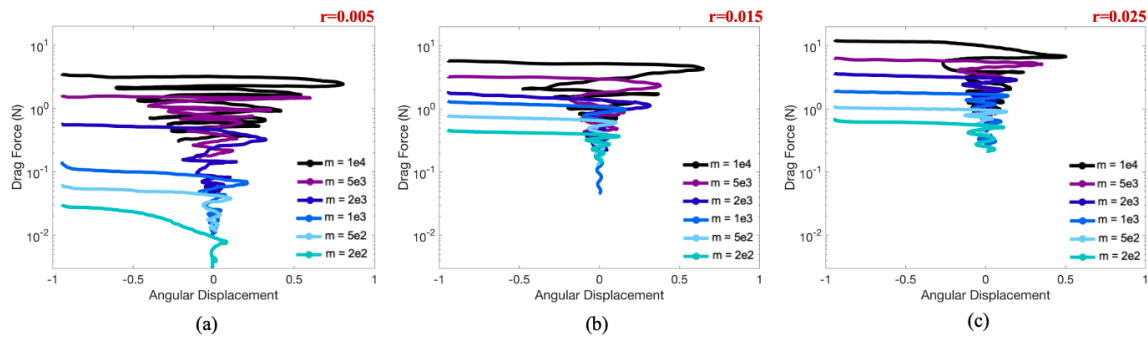 r=0.005
10^1
10^0
10^-1
10^-2
Drag Force (N)
m = 1e4
m = 5e3
m = 2e3
m = 1e3
m = 5e2
m = 2e2
-1 -0.5 0 0.5 1
Angular Displacement
(a)
r=0.015
10^1
10^0
10^-1
10^-2
Drag Force (N)
m = 1e4
m = 5e3
m = 2e3
m = 1e3
m = 5e2
m = 2e2
-1 -0.5 0 0.5 1
Angular Displacement
(b)
r=0.025
10^1
10^0
10^-1
10^-2
Drag Force (N)
m = 1e4
m = 5e3
m = 2e3
m = 1e3
m = 5e2
m = 2e2
-1 -0.5 0 0.5 1
Angular Displacement
(c)